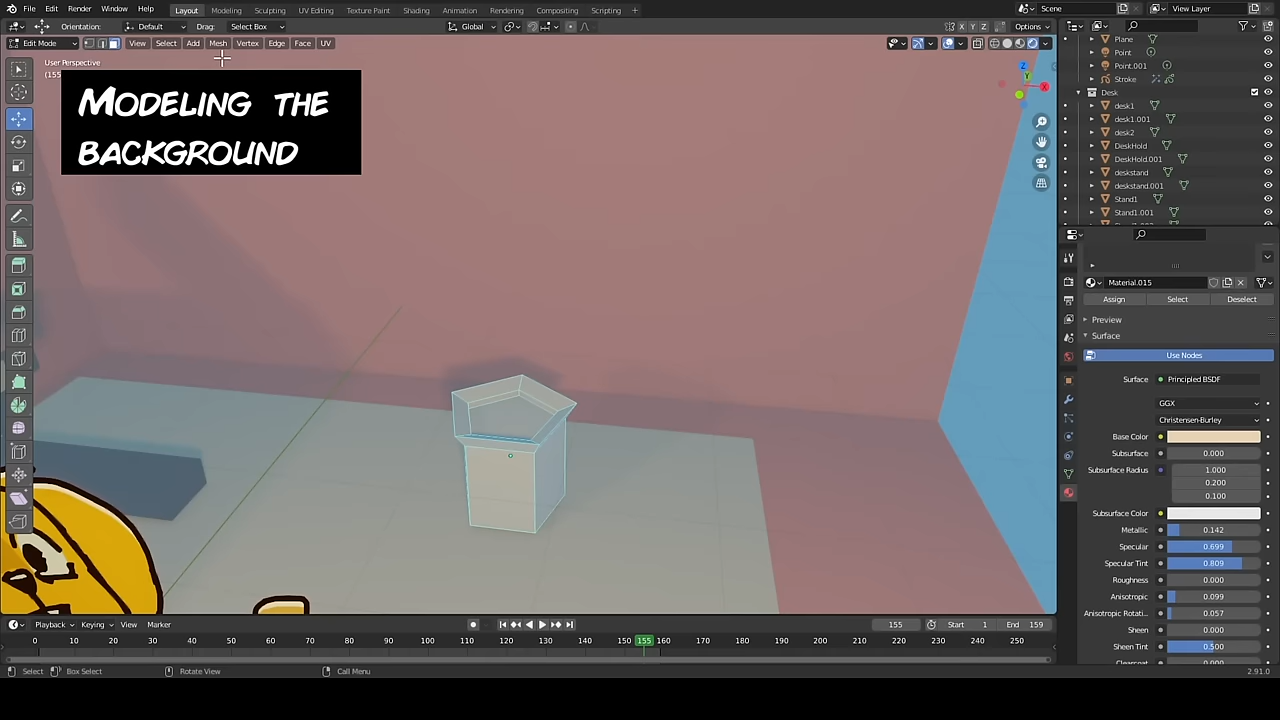 File Edit Render Window Help Layout Modeling Sculpting UV Editing Texture Paint Shading Animation Rendering Compositing Scripting + Scene View Layer
Orientation: Default Drag: Select Box Global X Y Z Options
Edit Mode View Select Add Mesh Vertex Edge Face UV
User Perspective
(155
MODELING THE
BACKGROUND
Z
Y
X
Plane
Point
Point.001
Stroke
Desk
desk1
desk1.001
desk2
DeskHold
DeskHold.001
deskstand
deskstand.001
Stand1
Stand1.001
Material.015
Assign Select Deselect
Preview
Surface
Use Nodes
Surface Principled BSDF
GGX
Christensen-Burley
Base Color
Subsurface 0.000
Subsurface Radius 1.000
0.200
0.100
Subsurface Color
Metallic 0.142
Specular 0.699
Specular Tint 0.809
Roughness 0.000
Anisotropic 0.099
Anisotropic Rotati... 0.057
Sheen 0.000
Sheen Tint 0.500
Clearcoat 0.000
Playback Keying View Marker 155 Start 1 End 159
0 10 20 30 40 50 60 70 80 90 100 110 120 130 140 150 155 160 170 180 190 200 210 220 230 240 250
Select Box Select Rotate View Call Menu 2.91.0